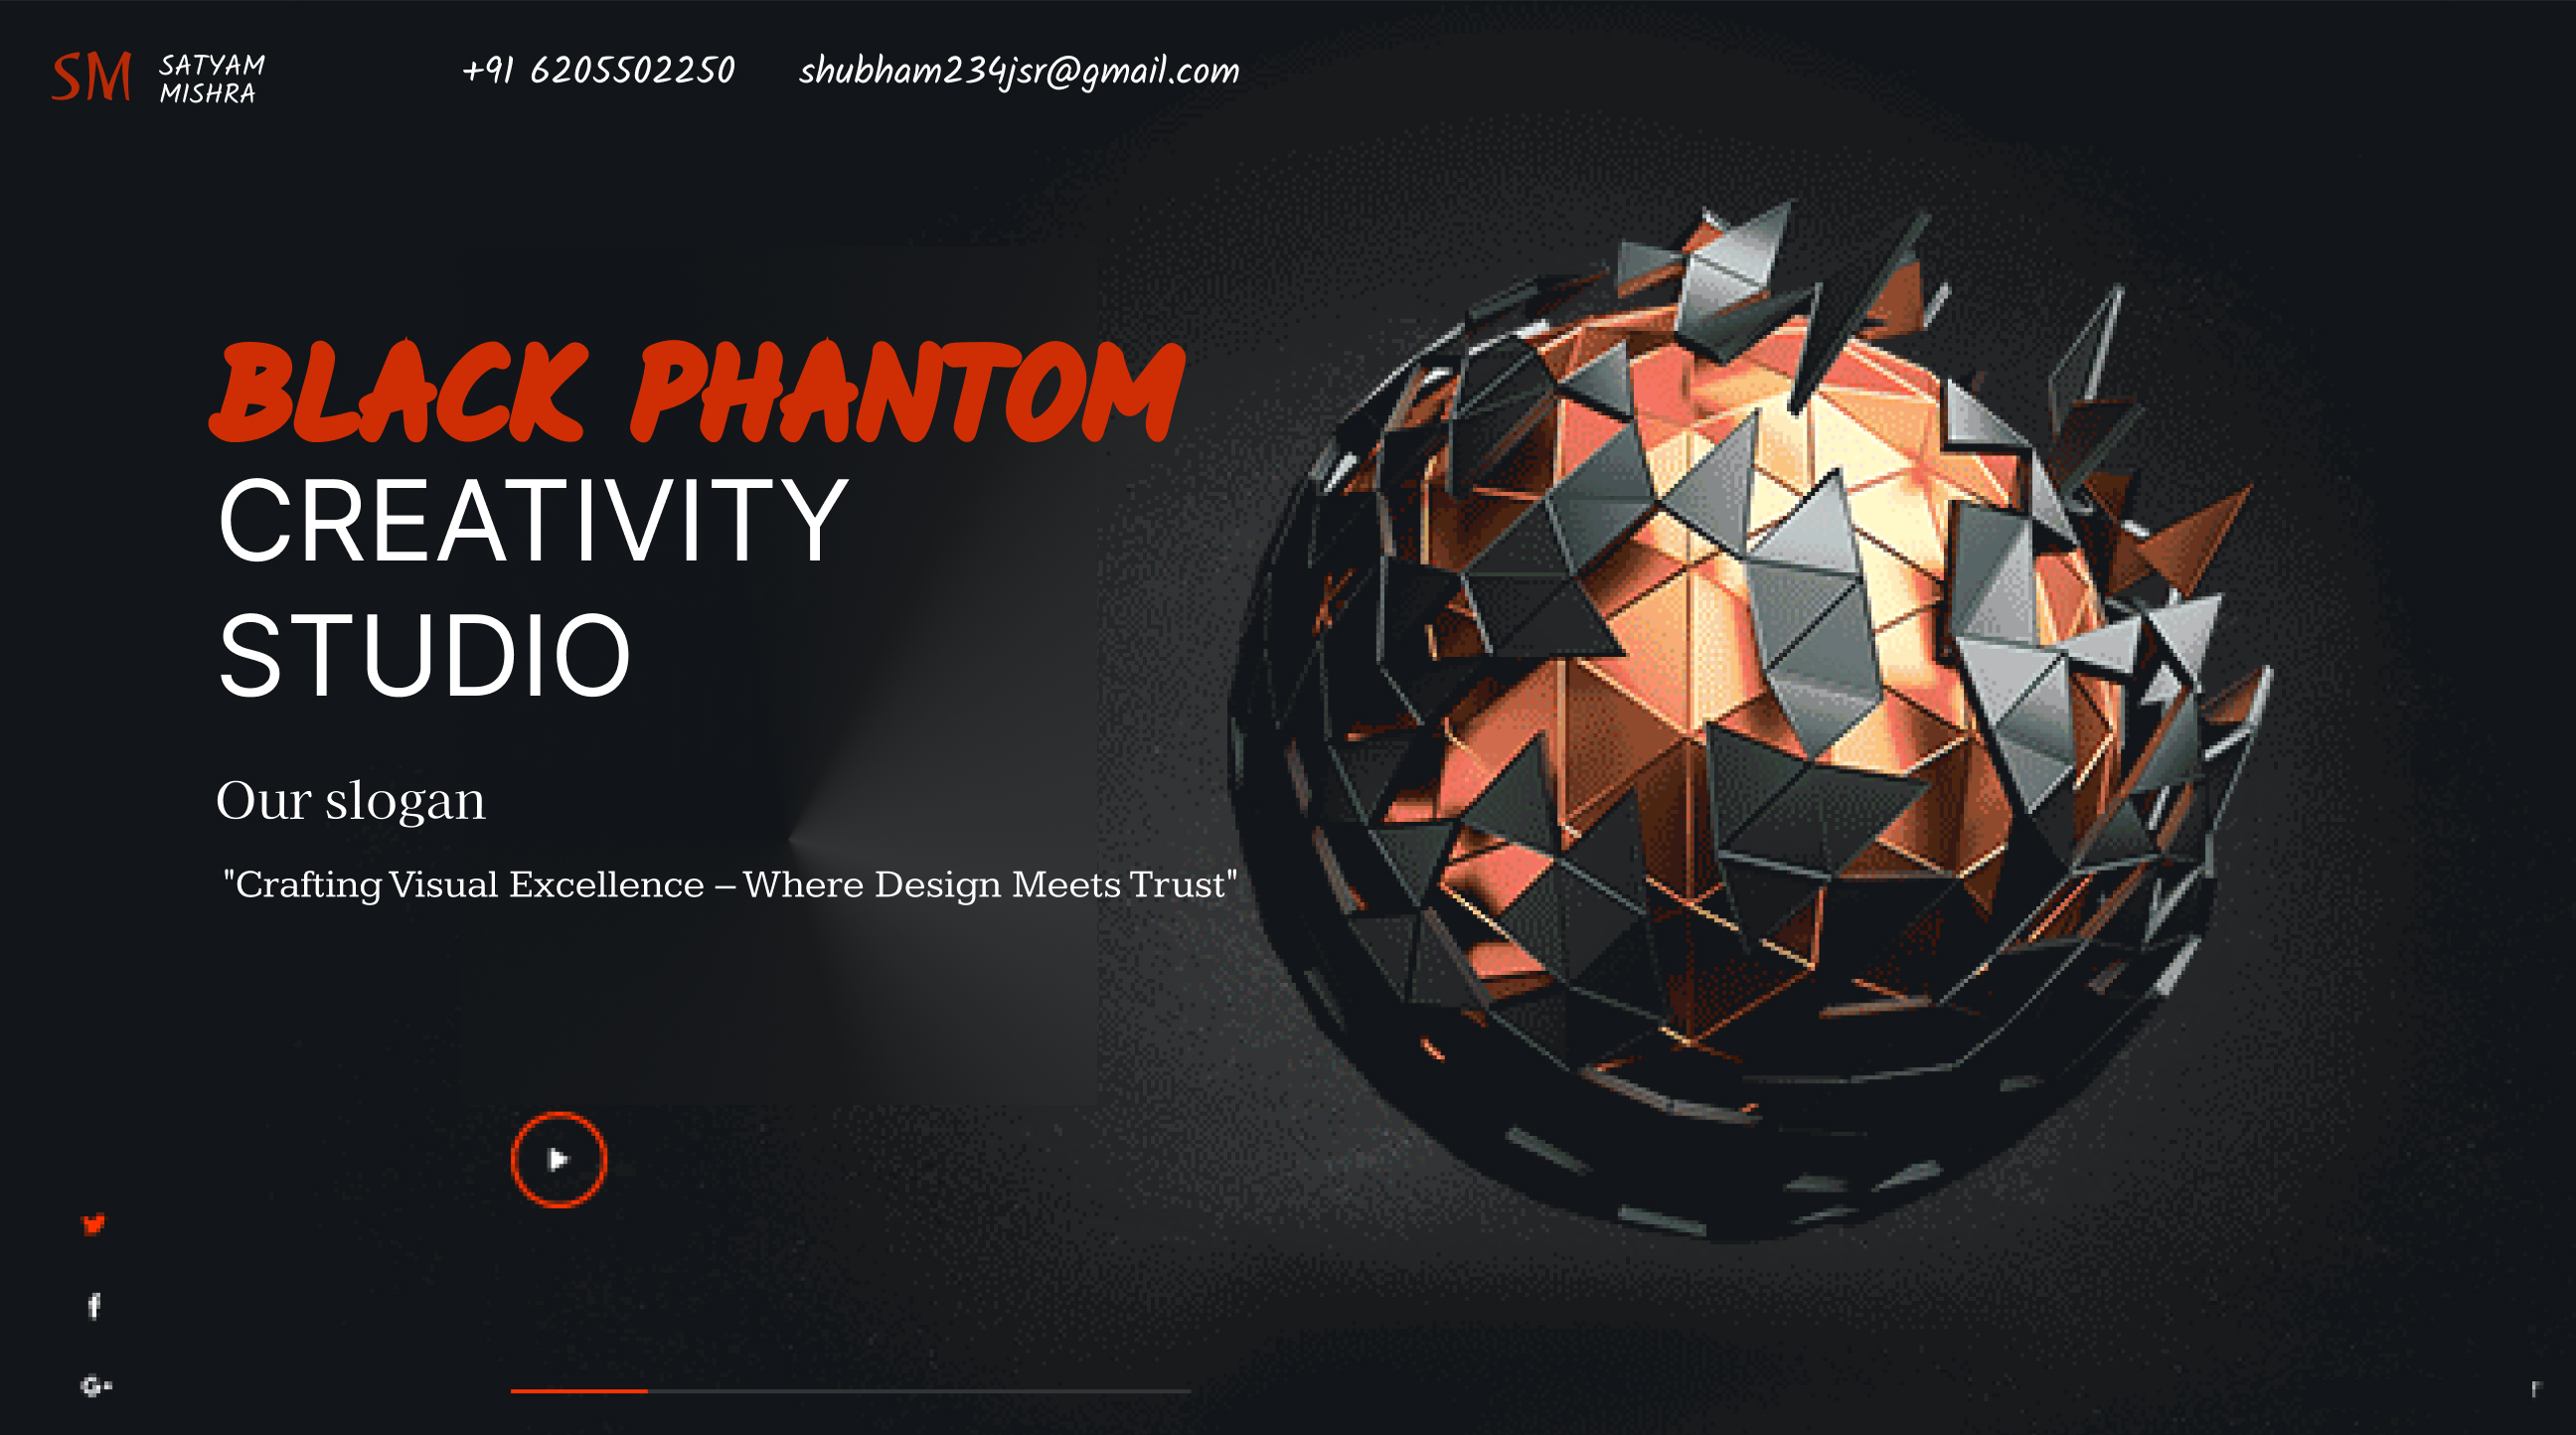 SM
SATYAM
MISHRA
+91 6205502250
shubham234jsr@gmail.com
BLACK PHANTOM
CREATIVITY
STUDIO
Our slogan
"Crafting Visual Excellence – Where Design Meets Trust"